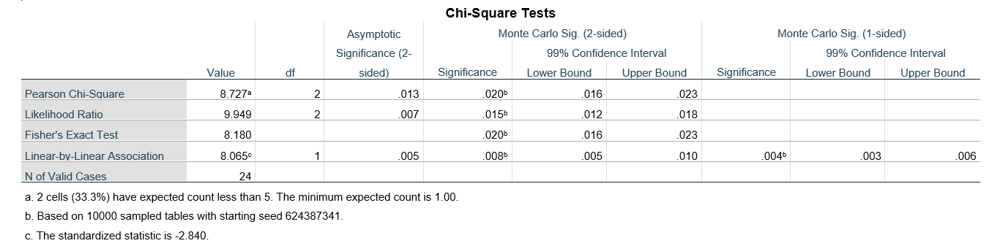 Chi-Square Tests
Asymptotic Significance (2-sided) Monte Carlo Sig. (2-sided) Monte Carlo Sig. (1-sided)
99% Confidence Interval 99% Confidence Interval
Value df Significance Lower Bound Upper Bound Significance Lower Bound Upper Bound
Pearson Chi-Square 8.727a 2 .013 .020b .016 .023
Likelihood Ratio 9.949 2 .007 .015b .012 .018
Fisher's Exact Test 8.180 .020b .016 .023
Linear-by-Linear Association 8.065c 1 .005 .008b .005 .010 .004b .003 .006
N of Valid Cases 24
a. 2 cells (33.3%) have expected count less than 5. The minimum expected count is 1.00.
b. Based on 10000 sampled tables with starting seed 624387341.
c. The standardized statistic is -2.840.